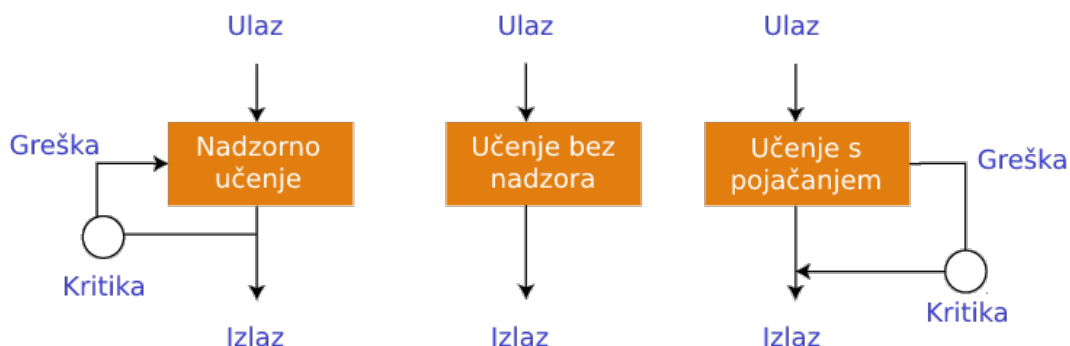 Ulaz
Ulaz
Ulaz
Greška
Nadzorno
učenje
Učenje bez
nadzora
Učenje s
pojačanjem
Greška
Kritika
Kritika
Izlaz
Izlaz
Izlaz